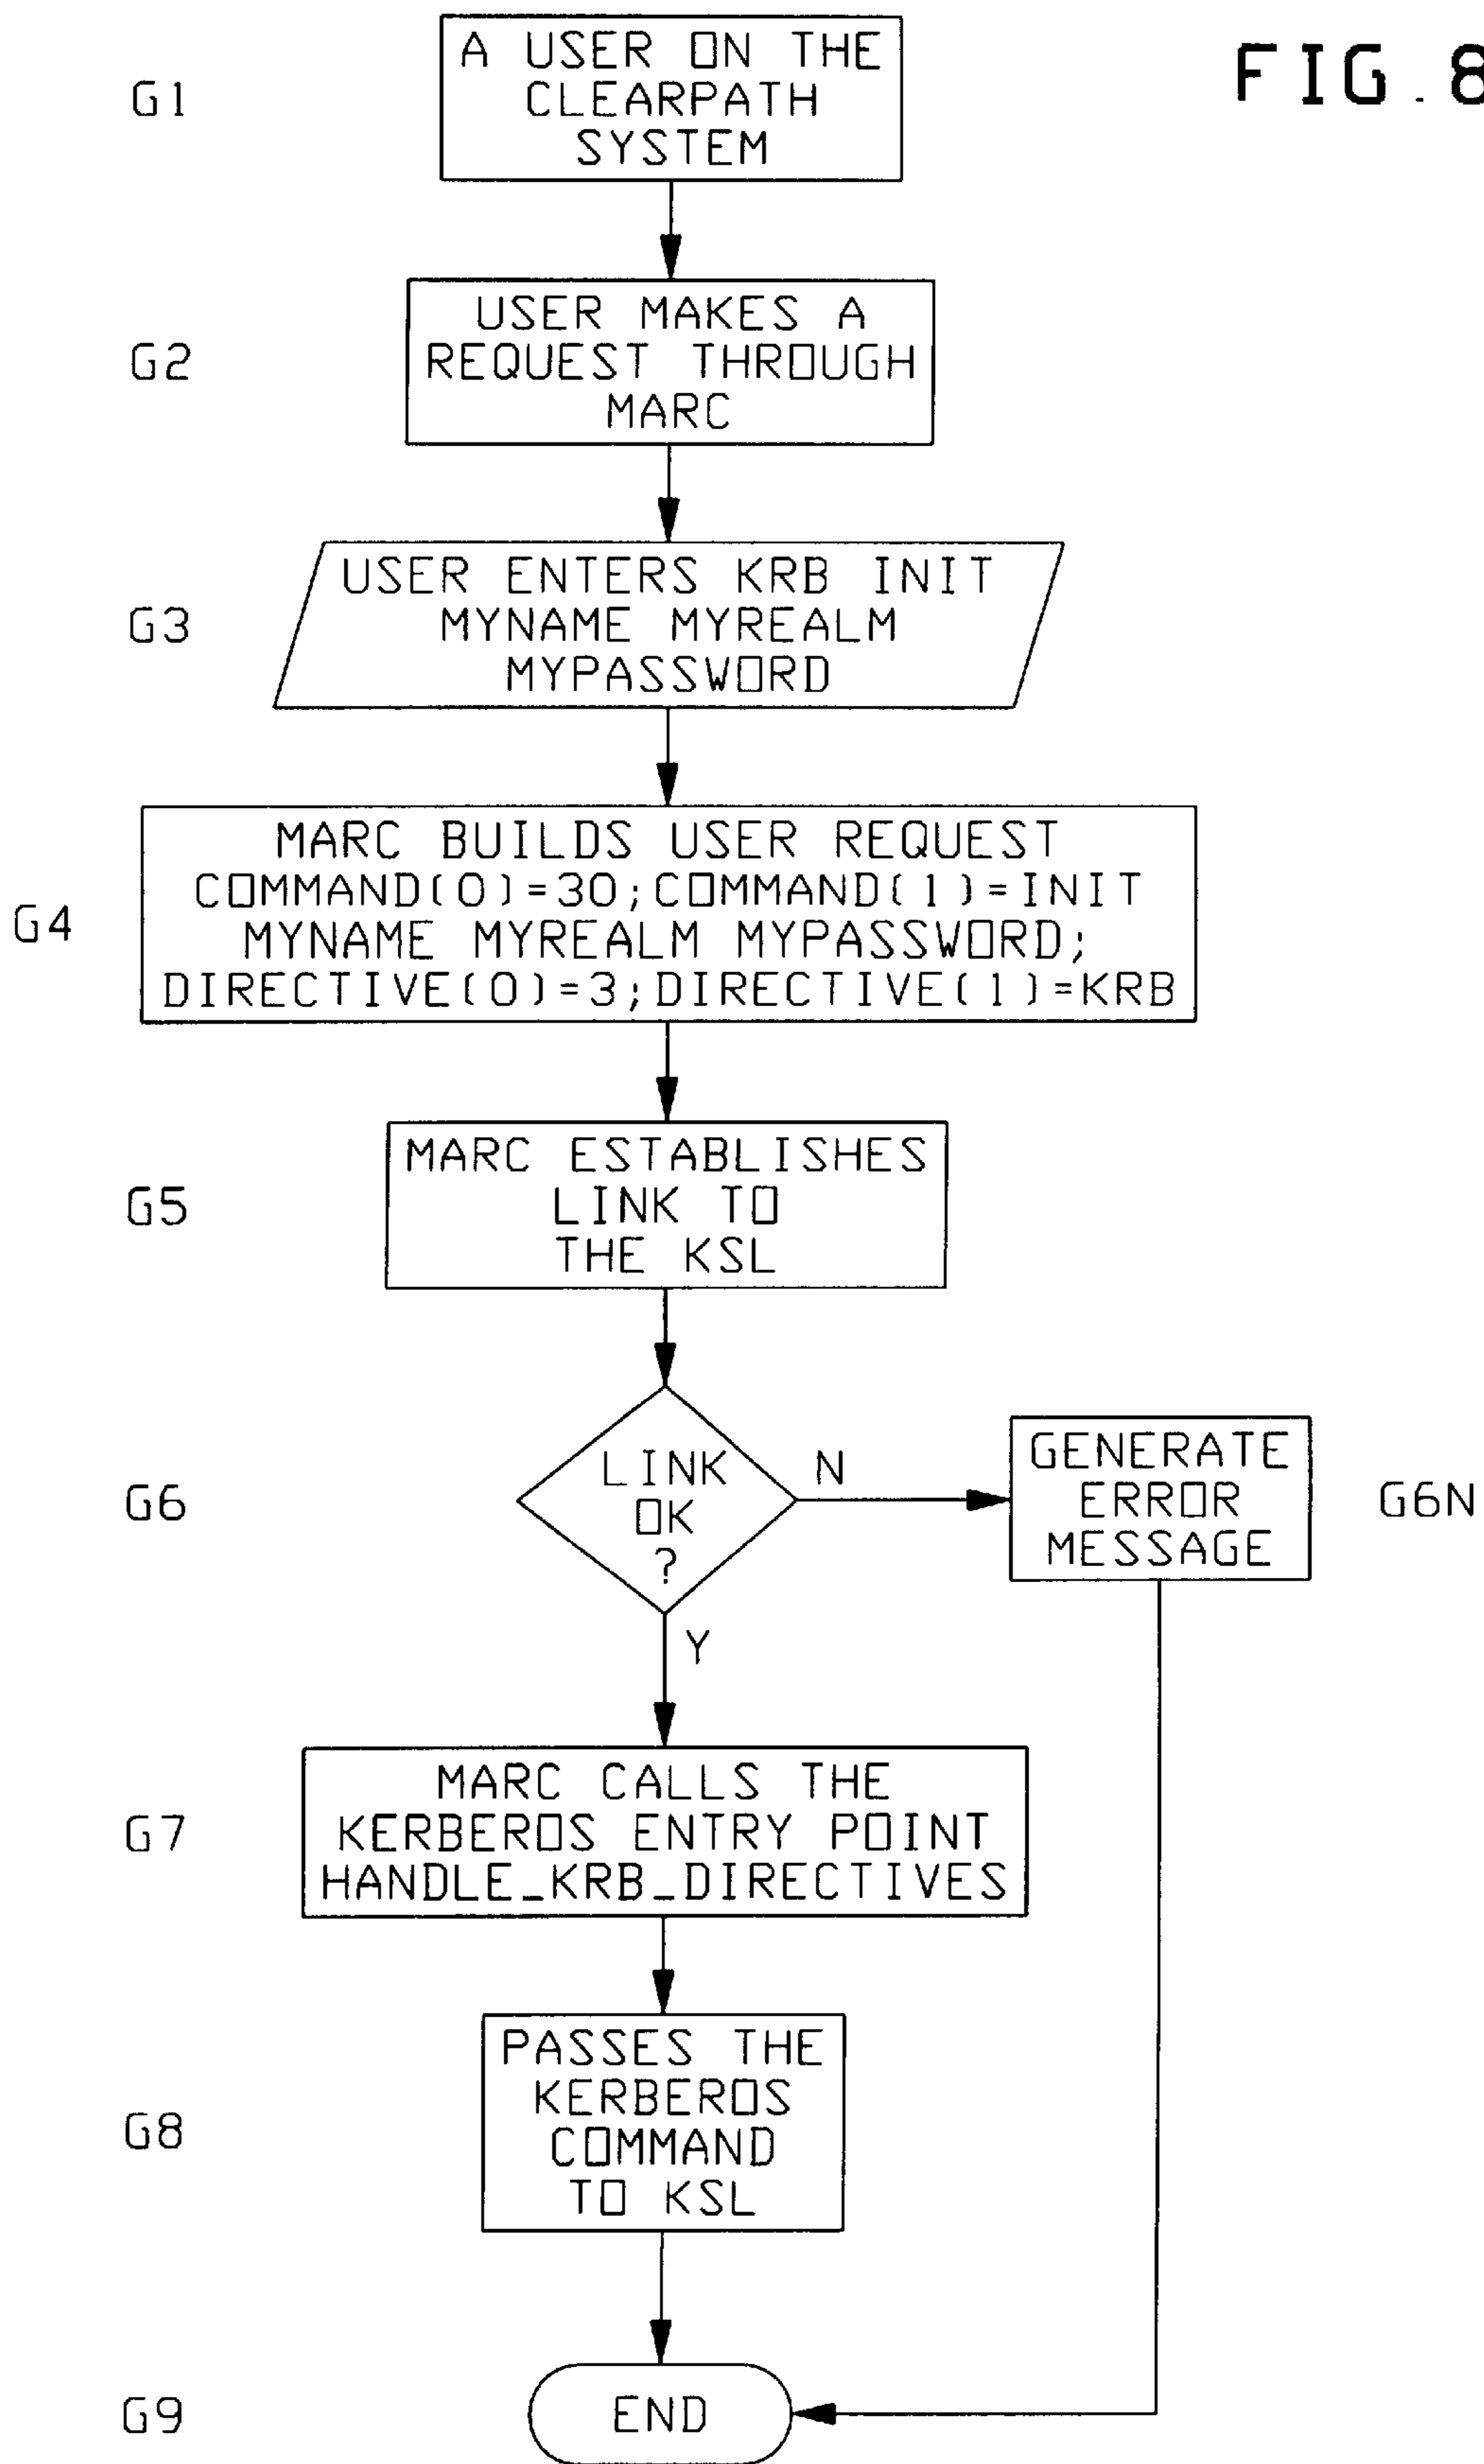 FIG.8
G1
A USER ON THE
CLEARPATH
SYSTEM
G2
USER MAKES A
REQUEST THROUGH
MARC
G3
USER ENTERS KRB INIT
MYNAME MYREALM
MYPASSWORD
G4
MARC BUILDS USER REQUEST
COMMAND(0)=30;COMMAND(1)=INIT
MYNAME MYREALM MYPASSWORD;
DIRECTIVE(0)=3;DIRECTIVE(1)=KRB
G5
MARC ESTABLISHES
LINK TO
THE KSL
G6
LINK
OK
?
N
GENERATE
ERROR
MESSAGE
G6N
Y
G7
MARC CALLS THE
KERBEROS ENTRY POINT
HANDLE_KRB_DIRECTIVES
G8
PASSES THE
KERBEROS
COMMAND
TO KSL
G9
END